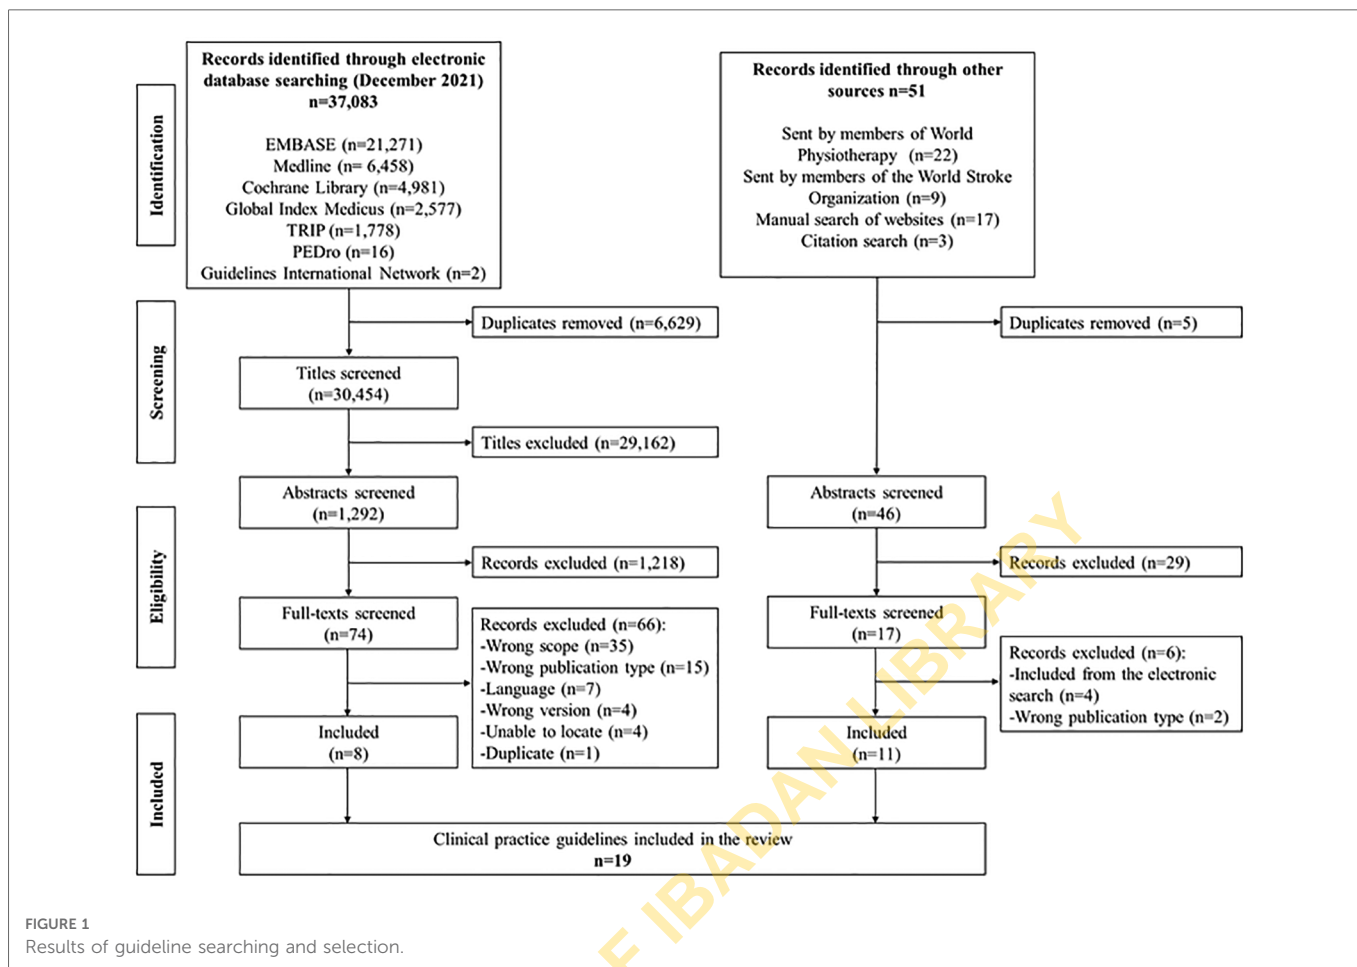 Identification
Records identified through electronic
database searching (December 2021)
n=37,083
EMBASE (n=21,271)
Medline (n= 6,458)
Cochrane Library (n=4,981)
Global Index Medicus (n=2,577)
TRIP (n=1,778)
PEDro (n=16)
Guidelines International Network (n=2)
Records identified through other
sources n=51
Sent by members of World
Physiotherapy (n=22)
Sent by members of the World Stroke
Organization (n=9)
Manual search of websites (n=17)
Citation search (n=3)
Screening
Duplicates removed (n=6,629)
Duplicates removed (n=5)
Titles screened
(n=30,454)
Titles excluded (n=29,162)
Abstracts screened
(n=1,292)
Abstracts screened
(n=46)
Eligibility
Records excluded (n=1,218)
Records excluded (n=29)
Full-texts screened
(n=74)
Full-texts screened
(n=17)
Records excluded (n=66):
-Wrong scope (n=35)
-Wrong publication type (n=15)
-Language (n=7)
-Wrong version (n=4)
-Unable to locate (n=4)
-Duplicate (n=1)
Records excluded (n=6):
-Included from the electronic
search (n=4)
-Wrong publication type (n=2)
Included
Included
(n=8)
Included
(n=11)
Clinical practice guidelines included in the review
n=19
F IBADAN LIBRARY
FIGURE 1
Results of guideline searching and selection.